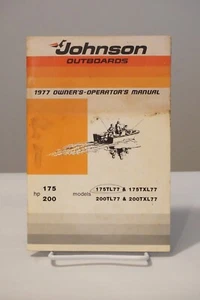 Johnson
OUTBOARDS
1977 OWNER'S-OPERATOR'S MANUAL
hp 175 models 175TL77 & 175TXL77
200 200TL77 & 200TXL77